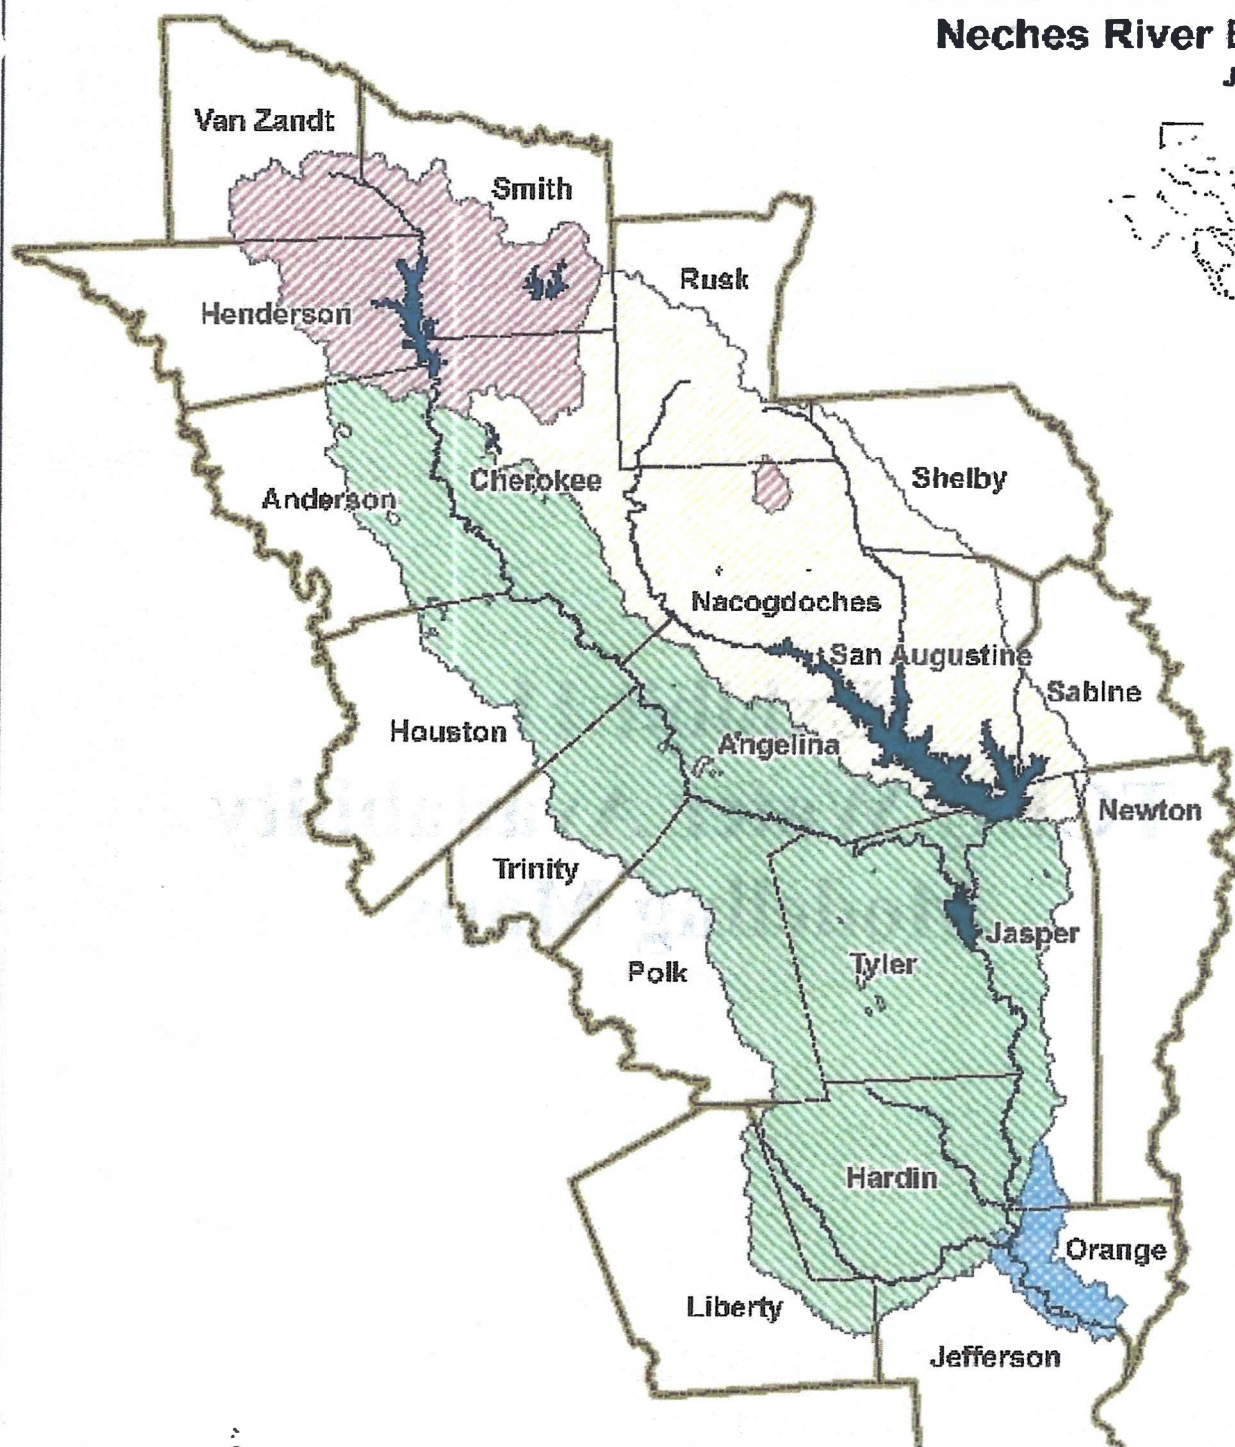 Neches River
Van Zandt
Smith
Rusk
Henderson
Shelby
Cherokee
Anderson
Nacogdoches
San Augustine
Sabine
Houston
Angelina
Newton
Trinity
Jasper
Tyler
Polk
Hardin
Orange
Liberty
Jefferson